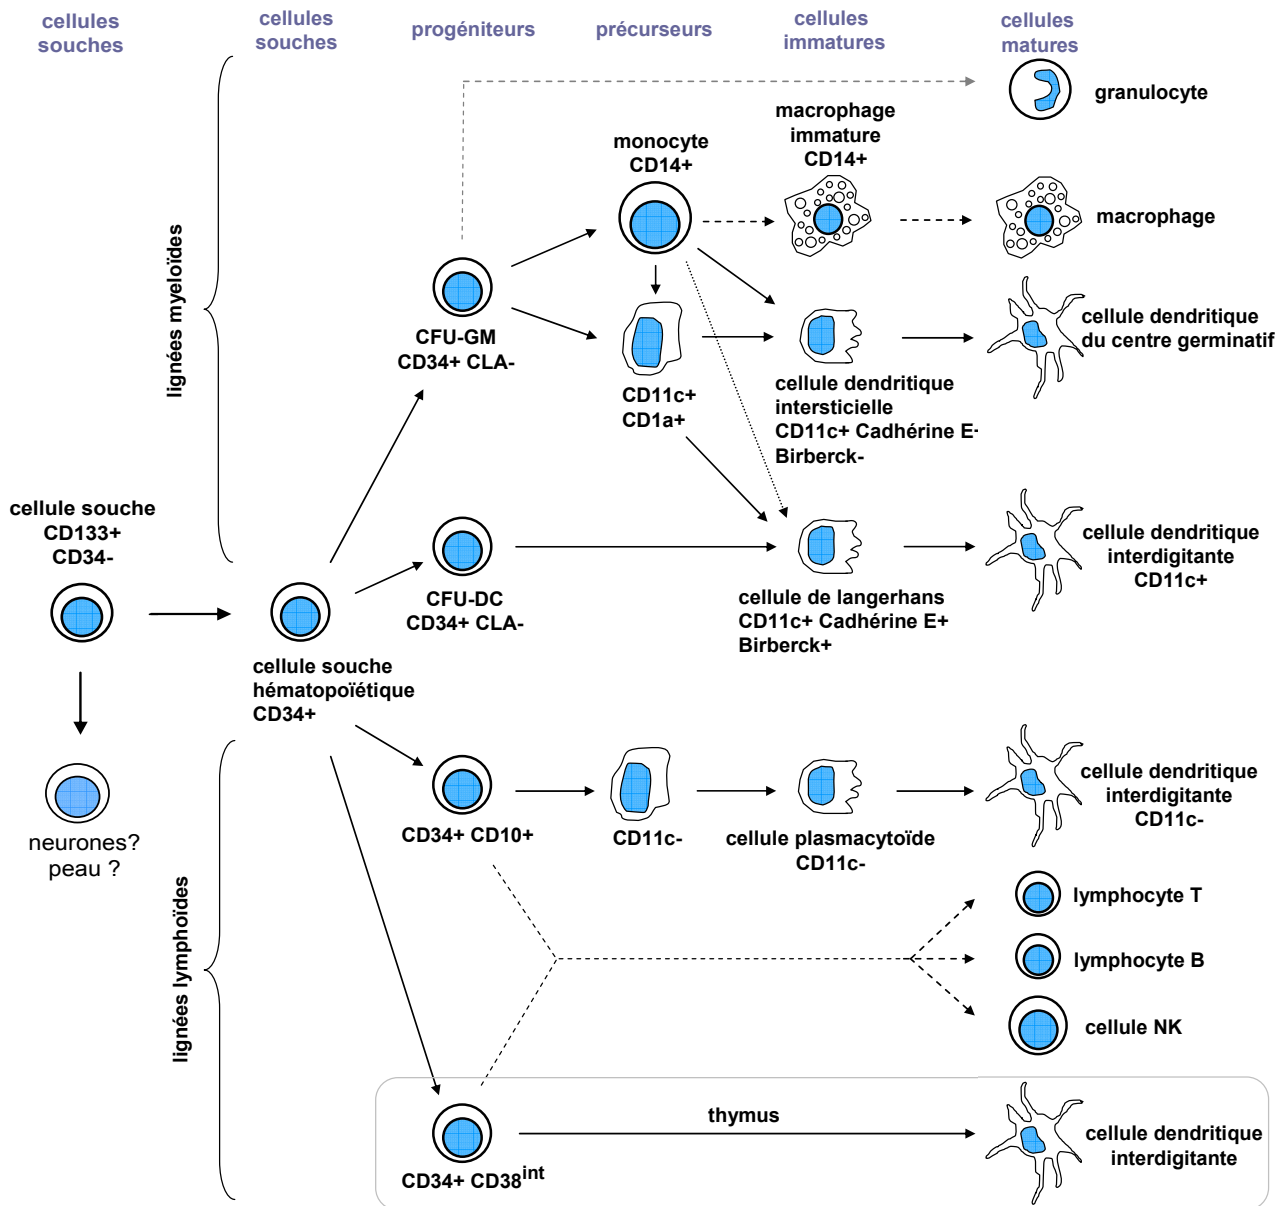 cellules
souches
cellules
souches
progéniteurs
précurseurs
cellules
immatures
cellules
matures
granulocyte
macrophage
immature
CD14+
monocyte
CD14+
macrophage
lignées myeloïdes
CFU-GM
CD34+ CLA-
CD11c+
CD1a+
cellule dendritique
intersticielle
CD11c+ Cadhérine E-
Birberck-
cellule dendritique
du centre germinatif
cellule souche
CD133+
CD34-
CFU-DC
CD34+ CLA-
cellule de langerhans
CD11c+ Cadhérine E+
Birberck+
cellule dendritique
interdigitante
CD11c+
cellule souche
hématopoïétique
CD34+
neurones?
peau ?
lignées lymphoïdes
CD34+ CD10+
CD11c-
cellule plasmacytoïde
CD11c-
cellule dendritique
interdigitante
CD11c-
lymphocyte T
lymphocyte B
cellule NK
thymus
CD34+ CD38int
cellule dendritique
interdigitante